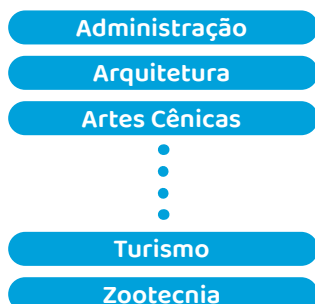 Administração
Arquitetura
Artes Cênicas
Turismo
Zootecnia